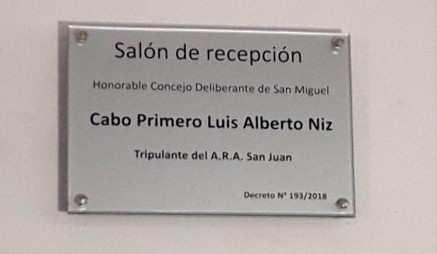 Salón de recepción
Honorable Concejo Deliberante de San Miguel
Cabo Primero Luis Alberto Niz
Tripulante del A.R.A. San Juan
Decreto N° 193/2018